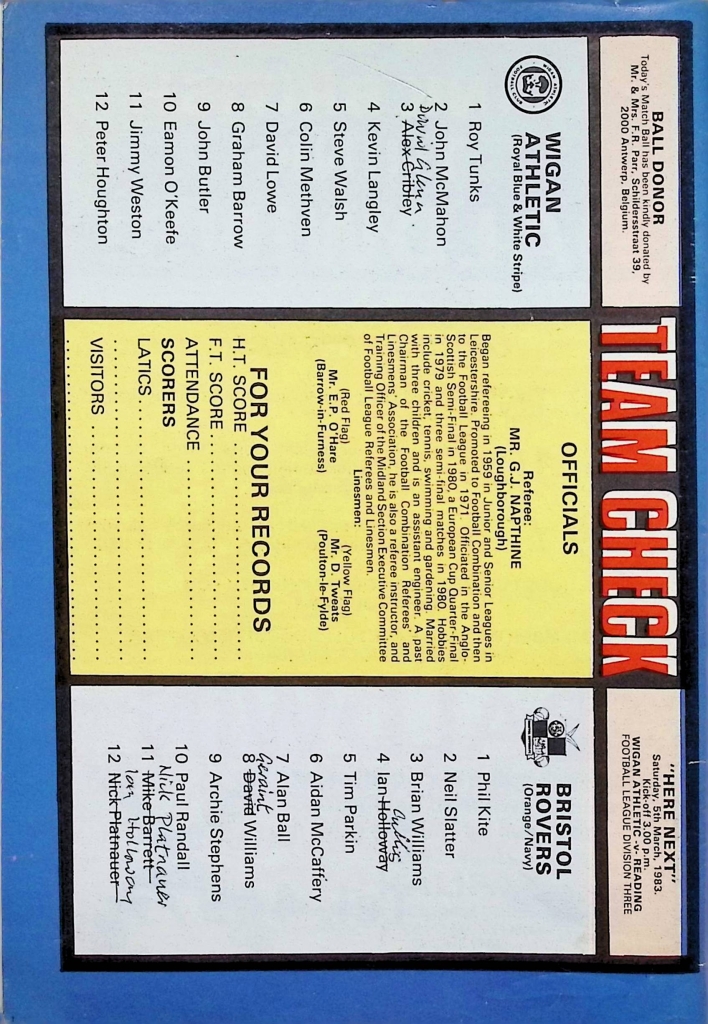 BALL DONOR
Today's Match Ball has been kindly donated by
Mr. & Mrs. F.R. Parr, Schildersstraat 39,
2000 Antwerp, Belgium.
TEAM CHECK
"HERE NEXT"
Saturday, 5th March, 1983.
Kick-off 3.00 p.m.
WIGAN ATHLETIC -v- READING
FOOTBALL LEAGUE DIVISION THREE
WIGAN
ATHLETIC
(Royal Blue & White Stripe)
1 Roy Tunks
2 John McMahon
David Glenn
3 Alex Cribley
4 Kevin Langley
5 Steve Walsh
6 Colin Methven
7 David Lowe
8 Graham Barrow
9 John Butler
10 Eamon O'Keefe
11 Jimmy Weston
12 Peter Houghton
OFFICIALS
Referee:
MR. G.J. NAPTHINE
(Loughborough)
Began refereeing in 1959 in Junior and Senior Leagues in
Leicestershire. Promoted to Football Combination and then
to the Football League in 1971. Officiated in the Anglo-
Scottish Semi-Final in 1980, a European Cup Quarter-Final
in 1979 and three semi-final matches in 1980. Hobbies
include cricket, tennis, swimming and gardening. Married
with three children and is an assistant engineer. A past
Chairman of the Football Combination Referees' and
Linesmens' Association, he is also a referee instructor, and
Training Officer of the Midland Section Executive Committee
of Football League Referees and Linesmen.
Linesmen:
(Red Flag)
Mr. E.P. O'Hare
(Barrow-in-Furness)
(Yellow Flag)
Mr. D. Tweats
(Poulton-le-Fylde)
FOR YOUR RECORDS
H.T. SCORE
F.T. SCORE
ATTENDANCE
SCORERS
LATICS
VISITORS
BRISTOL
ROVERS
(Orange/Navy)
1 Phil Kite
2 Neil Slatter
3 Brian Williams
4 Ian Holloway
5 Tim Parkin
6 Aidan McCaffery
7 Alan Ball
Geraint
8 David Williams
9 Archie Stephens
10 Paul Randall
Nick Platnauer
11 Mike Barrett
Ian Holloway
12 Nick Platnauer